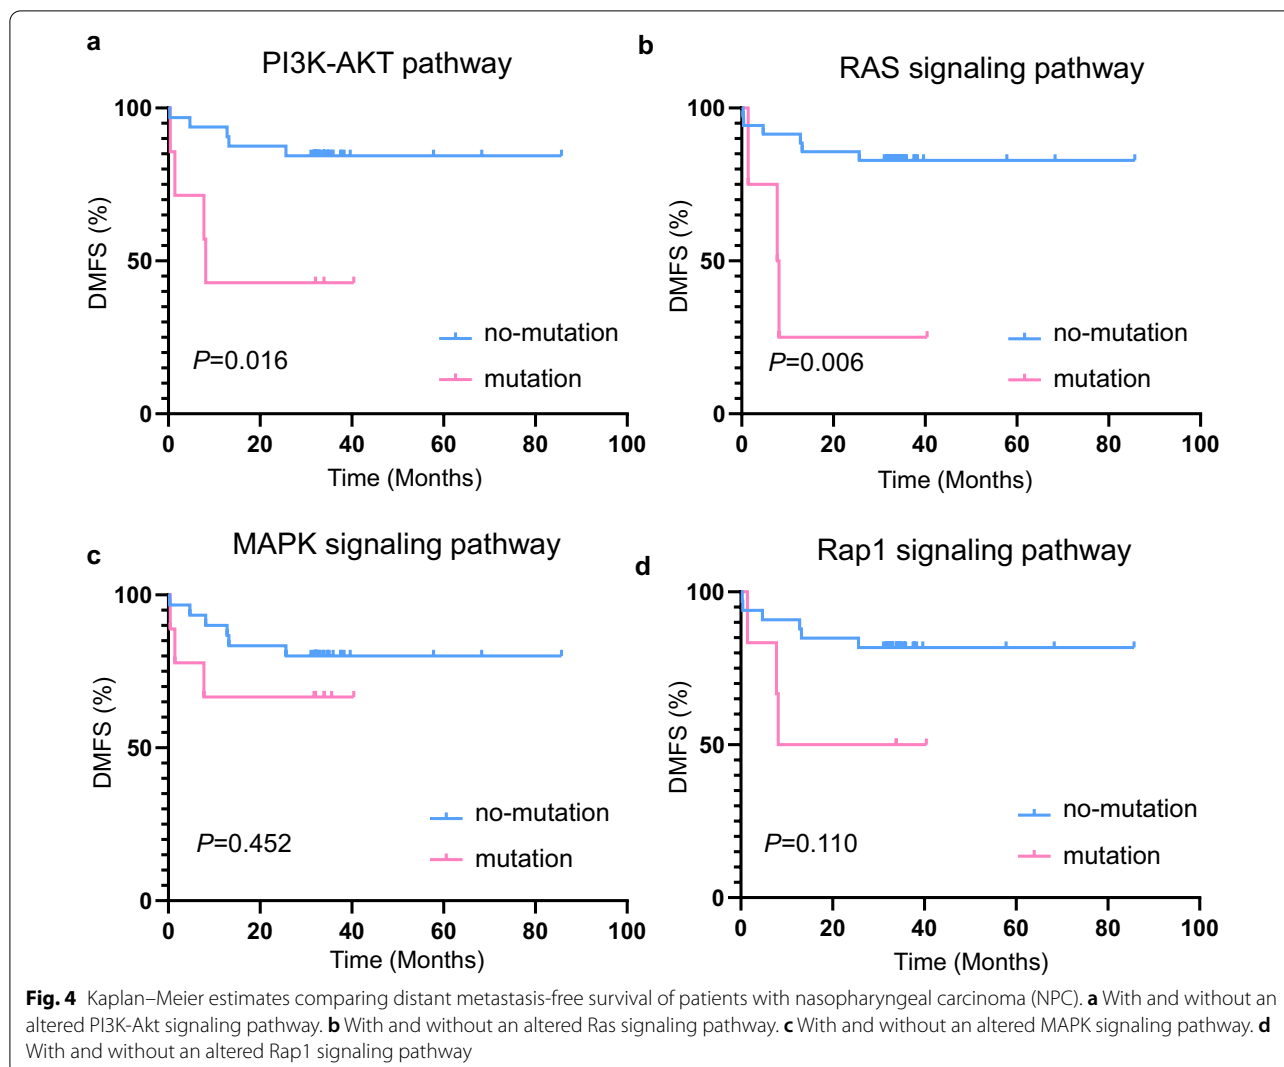 a
PI3K-AKT pathway
100
50
0
DMFS (%)
no-mutation
mutation
P=0.016
0 20 40 60 80 100
Time (Months)
b
RAS signaling pathway
100
50
0
DMFS (%)
no-mutation
mutation
P=0.006
0 20 40 60 80 100
Time (Months)
c
MAPK signaling pathway
100
50
0
DMFS (%)
no-mutation
mutation
P=0.452
0 20 40 60 80 100
Time (Months)
d
Rap1 signaling pathway
100
50
0
DMFS (%)
no-mutation
mutation
P=0.110
0 20 40 60 80 100
Time (Months)
Fig. 4 Kaplan–Meier estimates comparing distant metastasis-free survival of patients with nasopharyngeal carcinoma (NPC). a With and without an
altered PI3K-Akt signaling pathway. b With and without an altered Ras signaling pathway. c With and without an altered MAPK signaling pathway. d
With and without an altered Rap1 signaling pathway